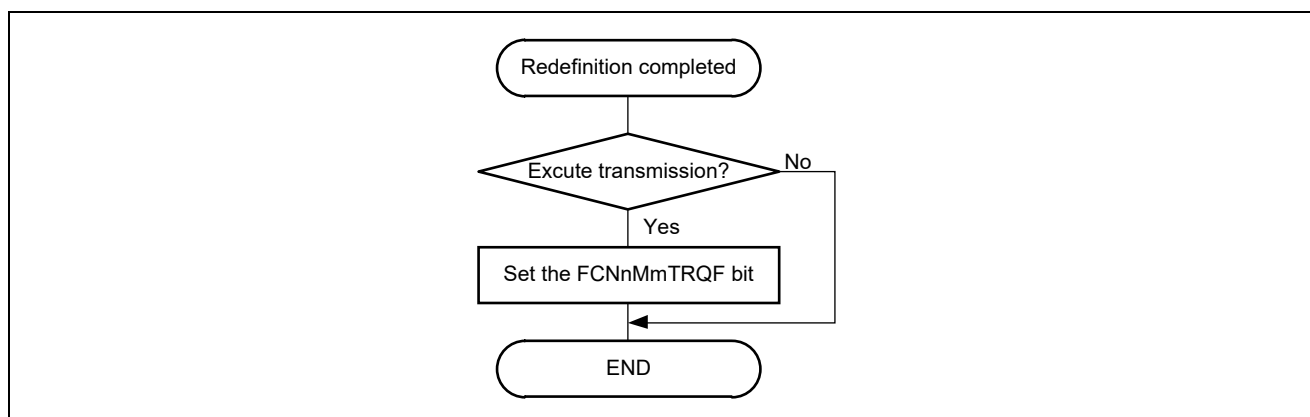 Redefinition completed
Excute transmission?
No
Yes
Set the FCNnMmTRQF bit
END